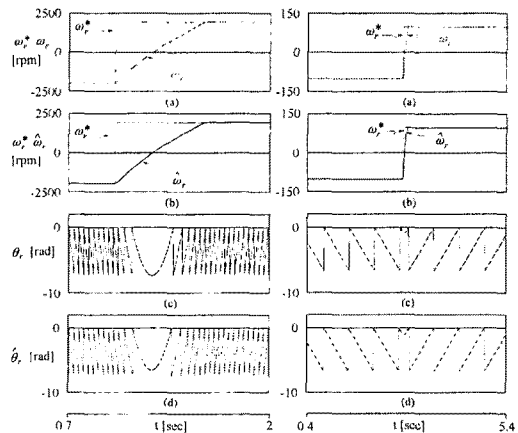 2500
ω_r* ω_r
[rpm]
0
-2500
ω_r*
ω_r
(a)
150
0
-150
ω_r*
ω_r
(a)
2500
ω_r* ω̂_r
[rpm]
0
-2500
ω_r*
ω̂_r
(b)
150
0
-150
ω_r*
ω̂_r
(b)
0
θ_r [rad]
-10
(c)
0
-10
(c)
0
θ̂_r [rad]
-10
(d)
0
-10
(d)
0.7 t [sec] 2
0.4 t [sec] 5.4